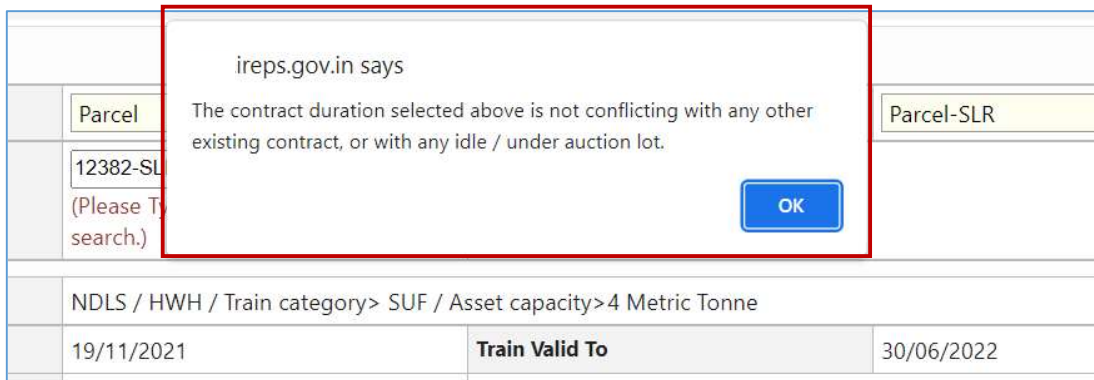 ireps.gov.in says
The contract duration selected above is not conflicting with any other
existing contract, or with any idle / under auction lot.
OK
Parcel
Parcel-SLR
12382-SL
(Please Ty
search.)
NDLS / HWH / Train category> SUF / Asset capacity>4 Metric Tonne
19/11/2021 Train Valid To 30/06/2022